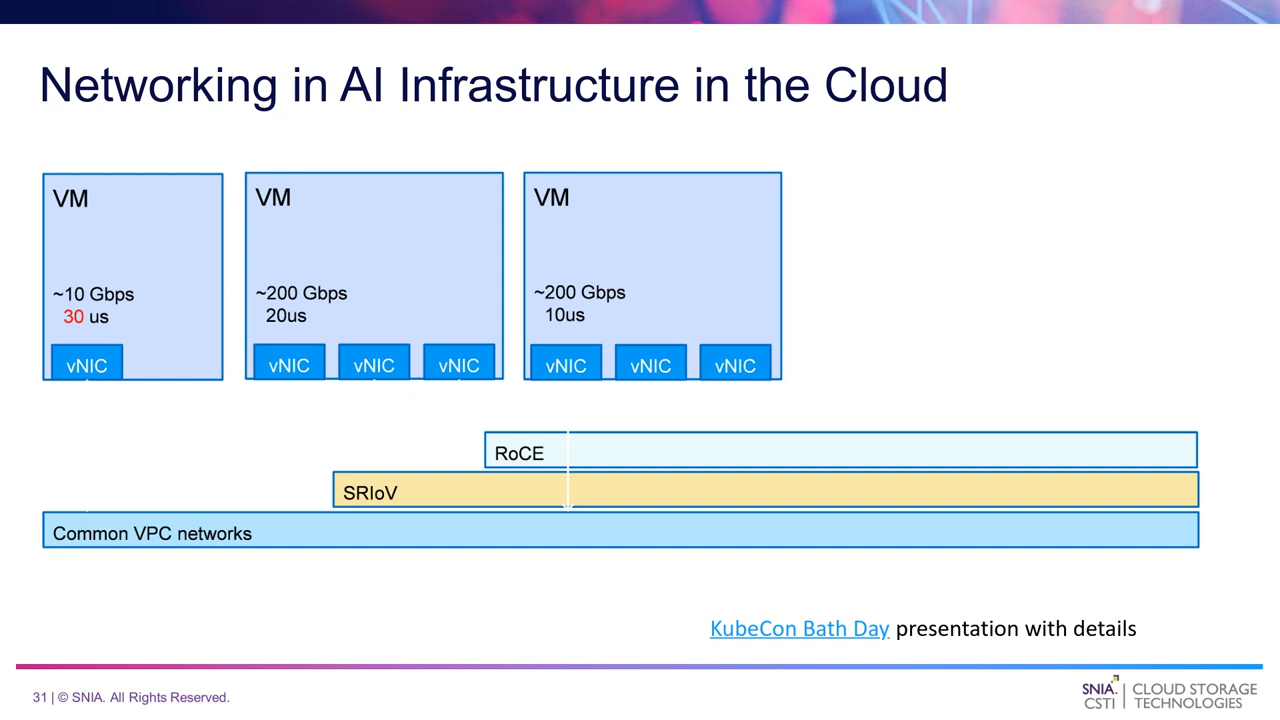 Networking in AI Infrastructure in the Cloud
VM
~10 Gbps
30 us
vNIC
VM
~200 Gbps
20us
vNIC vNIC vNIC
VM
~200 Gbps
10us
vNIC vNIC vNIC
RoCE
SRIoV
Common VPC networks
KubeCon Bath Day presentation with details
31 | © SNIA. All Rights Reserved.
SNIA. | CLOUD STORAGE
CSTI | TECHNOLOGIES